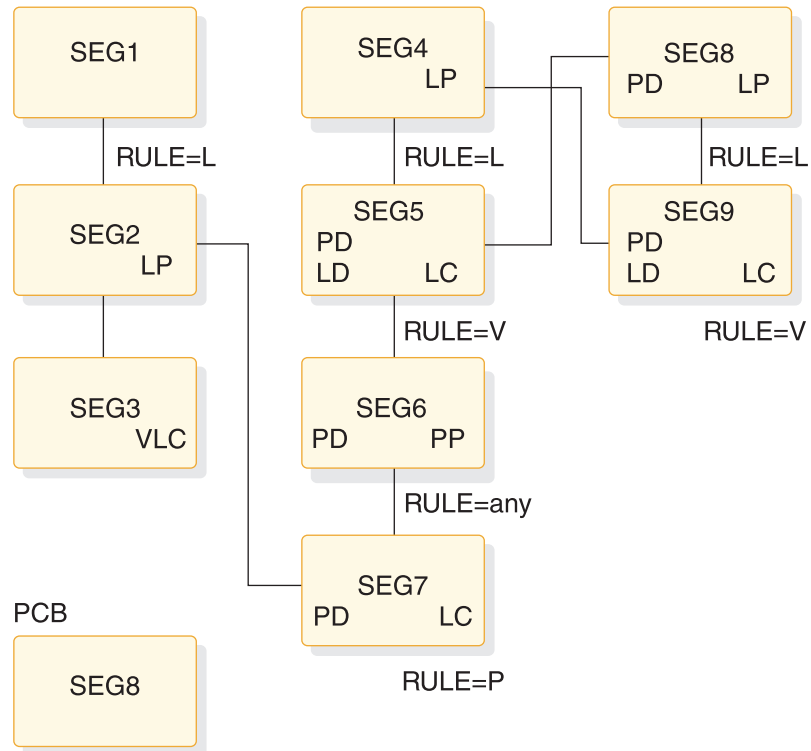 SEG1
RULE=L
SEG2
LP
SEG3
VLC
PCB
SEG8
SEG4
LP
RULE=L
SEG5
PD
LD LC
RULE=V
SEG6
PD PP
RULE=any
SEG7
PD LC
RULE=P
SEG8
PD LP
RULE=L
SEG9
PD
LD LC
RULE=V